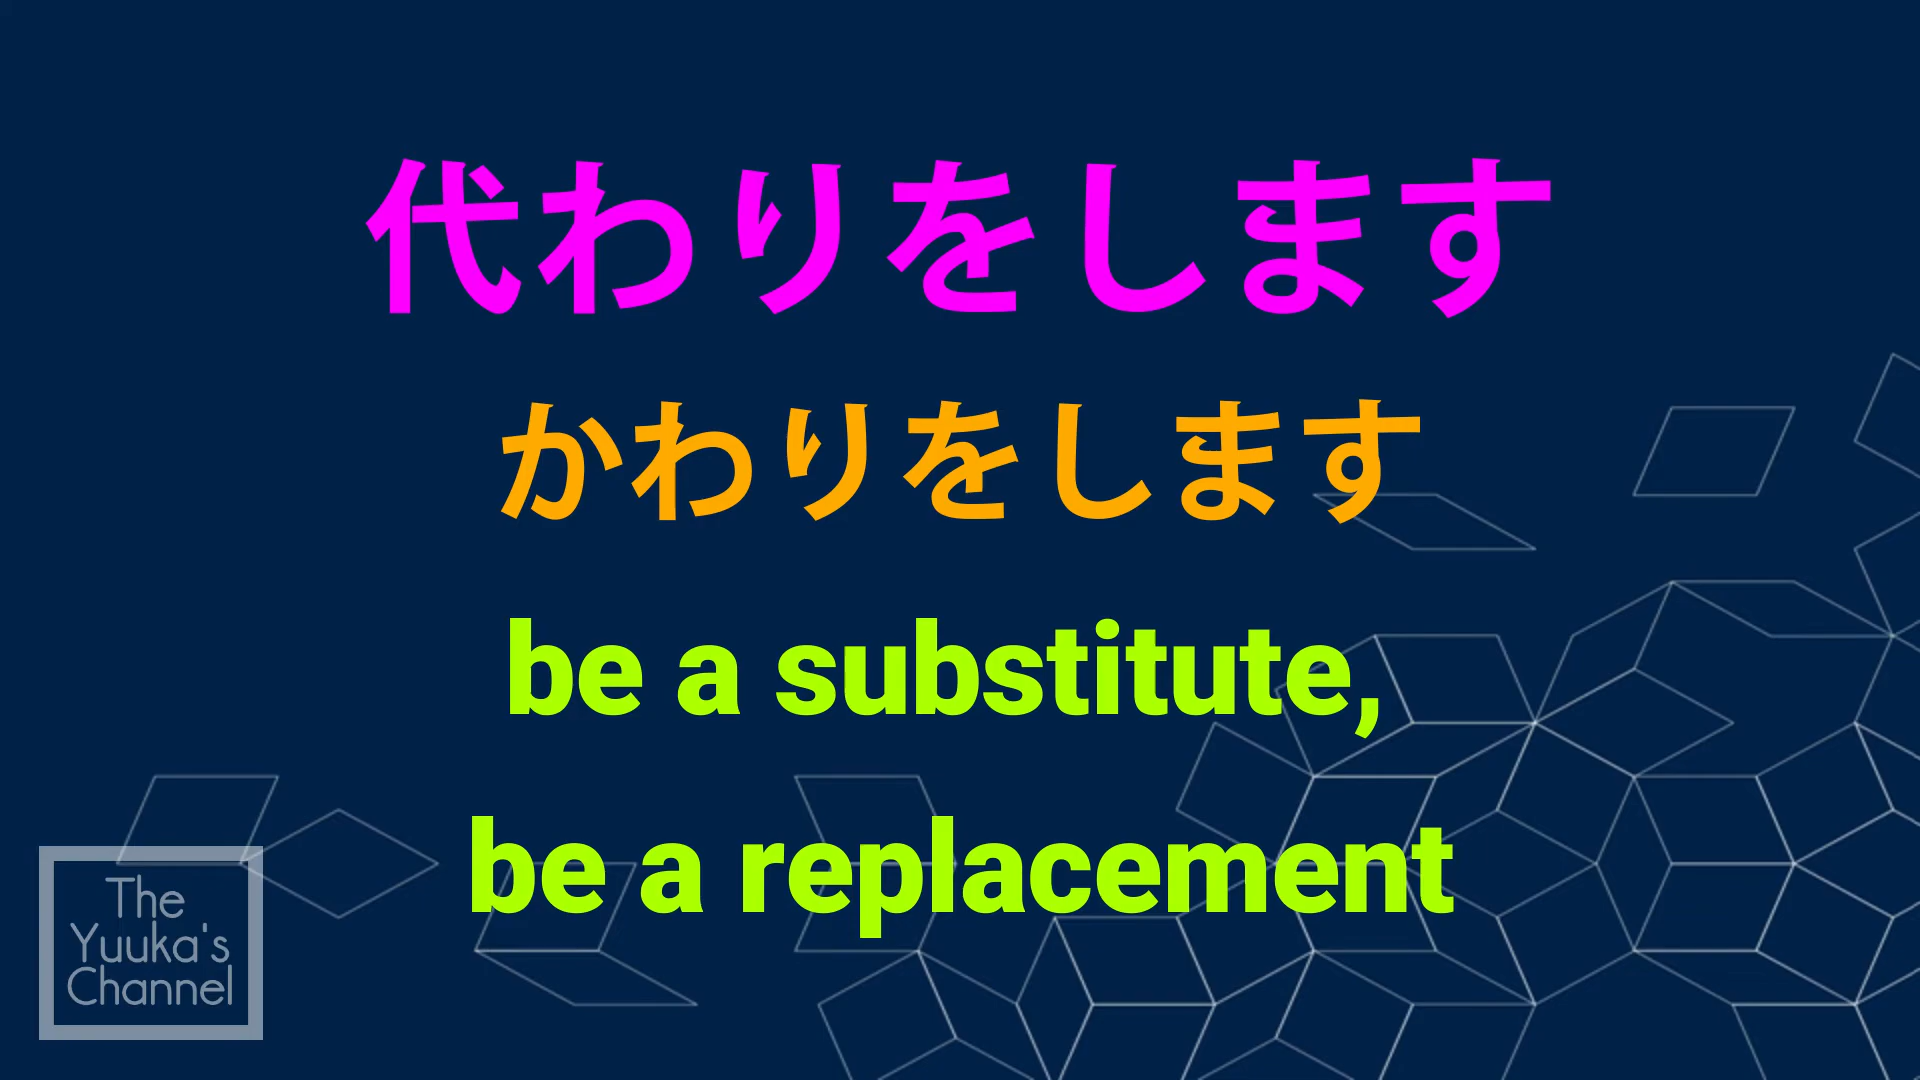 代わりをします
かわりをします
be a substitute,
be a replacement
The
Yuuka's
Channel